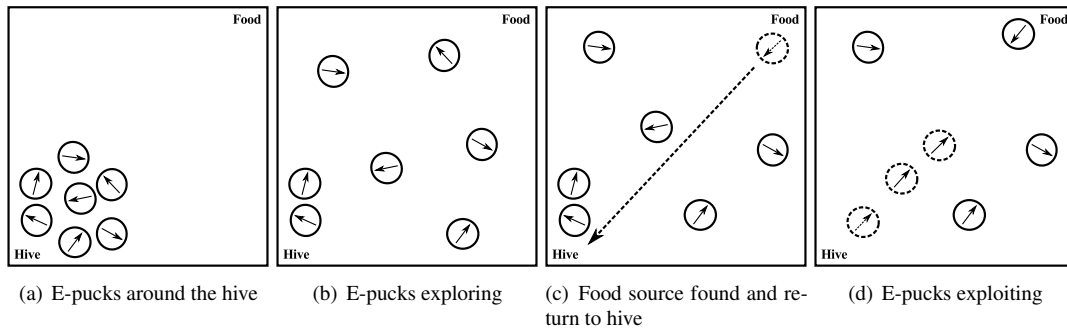 Food
Hive
Food
Hive
Food
Hive
Food
Hive
(a) E-pucks around the hive
(b) E-pucks exploring
(c) Food source found and re-
turn to hive
(d) E-pucks exploiting